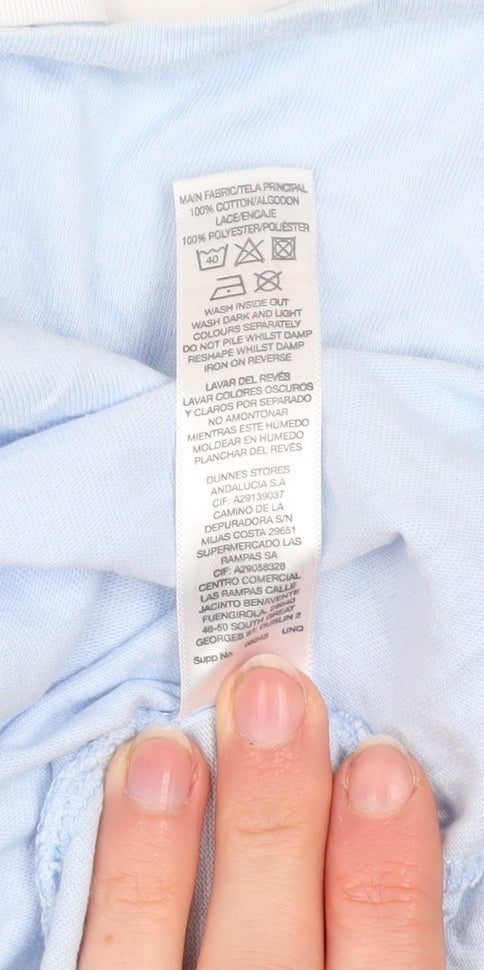 MAIN FABRIC/TELA PRINCIPAL
100% COTTON/ALGODON
LACE/ENCAJE
100% POLYESTER/POLIÉSTER
40
WASH INSIDE OUT
WASH DARK AND LIGHT
COLOURS SEPARATELY
DO NOT PILE WHILST DAMP
RESHAPE WHILST DAMP
IRON ON REVERSE
LAVAR DEL REVÉS
LAVAR COLORES OSCUROS
Y CLAROS POR SEPARADO
NO AMONTONAR
MIENTRAS ESTE HÚMEDO
MOLDEAR EN HUMEDO
PLANCHAR DEL REVÉS
DUNNES STORES
ANDALUCIA S.A
CIF: A29139037
CAMINO DE LA
DEPURADORA S/N
MIJAS COSTA 29651
SUPERMERCADO LAS
RAMPAS SA
CIF: A29058328
CENTRO COMERCIAL
LAS RAMPAS CALLE
JACINTO BENAVENTE
FUENGIROLA, 29640
46-50 SOUTH GREAT
GEORGES ST, DUBLIN 2
Supp No UNQ